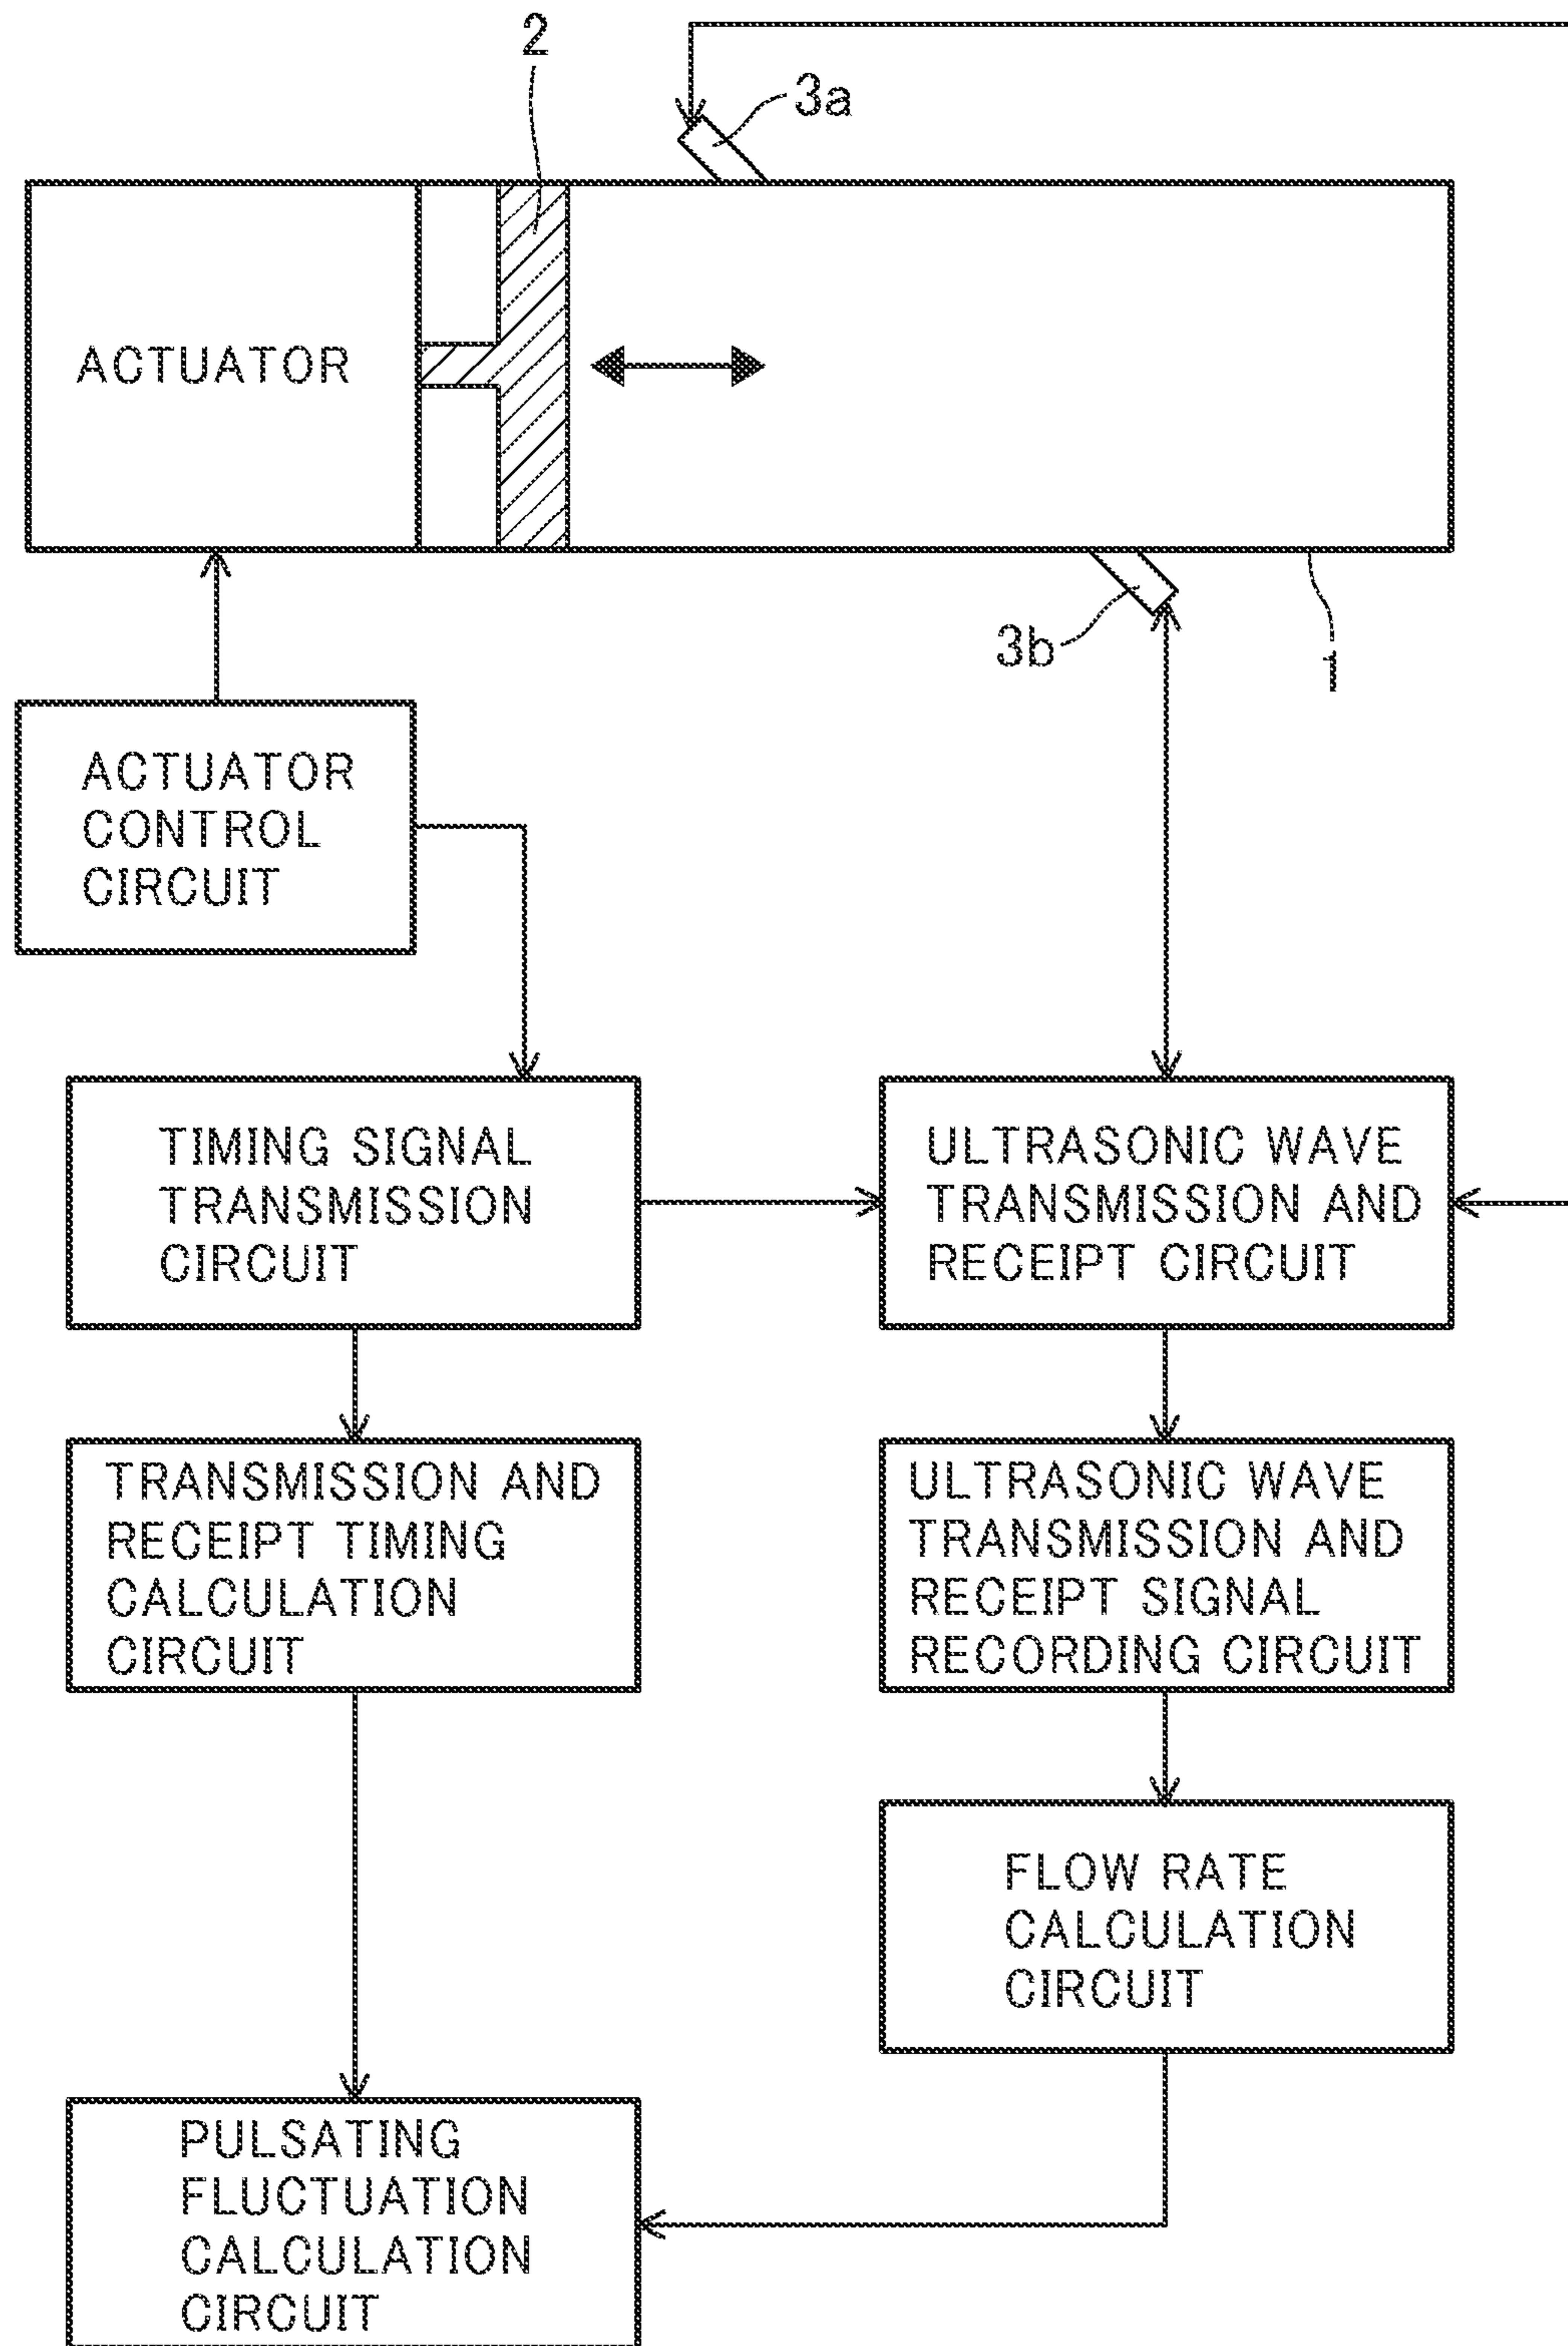 2
3a
ACTUATOR
3b
1
ACTUATOR
CONTROL
CIRCUIT
TIMING SIGNAL
TRANSMISSION
CIRCUIT
ULTRASONIC WAVE
TRANSMISSION AND
RECEIPT CIRCUIT
TRANSMISSION AND
RECEIPT TIMING
CALCULATION
CIRCUIT
ULTRASONIC WAVE
TRANSMISSION AND
RECEIPT SIGNAL
RECORDING CIRCUIT
FLOW RATE
CALCULATION
CIRCUIT
PULSATING
FLUCTUATION
CALCULATION
CIRCUIT